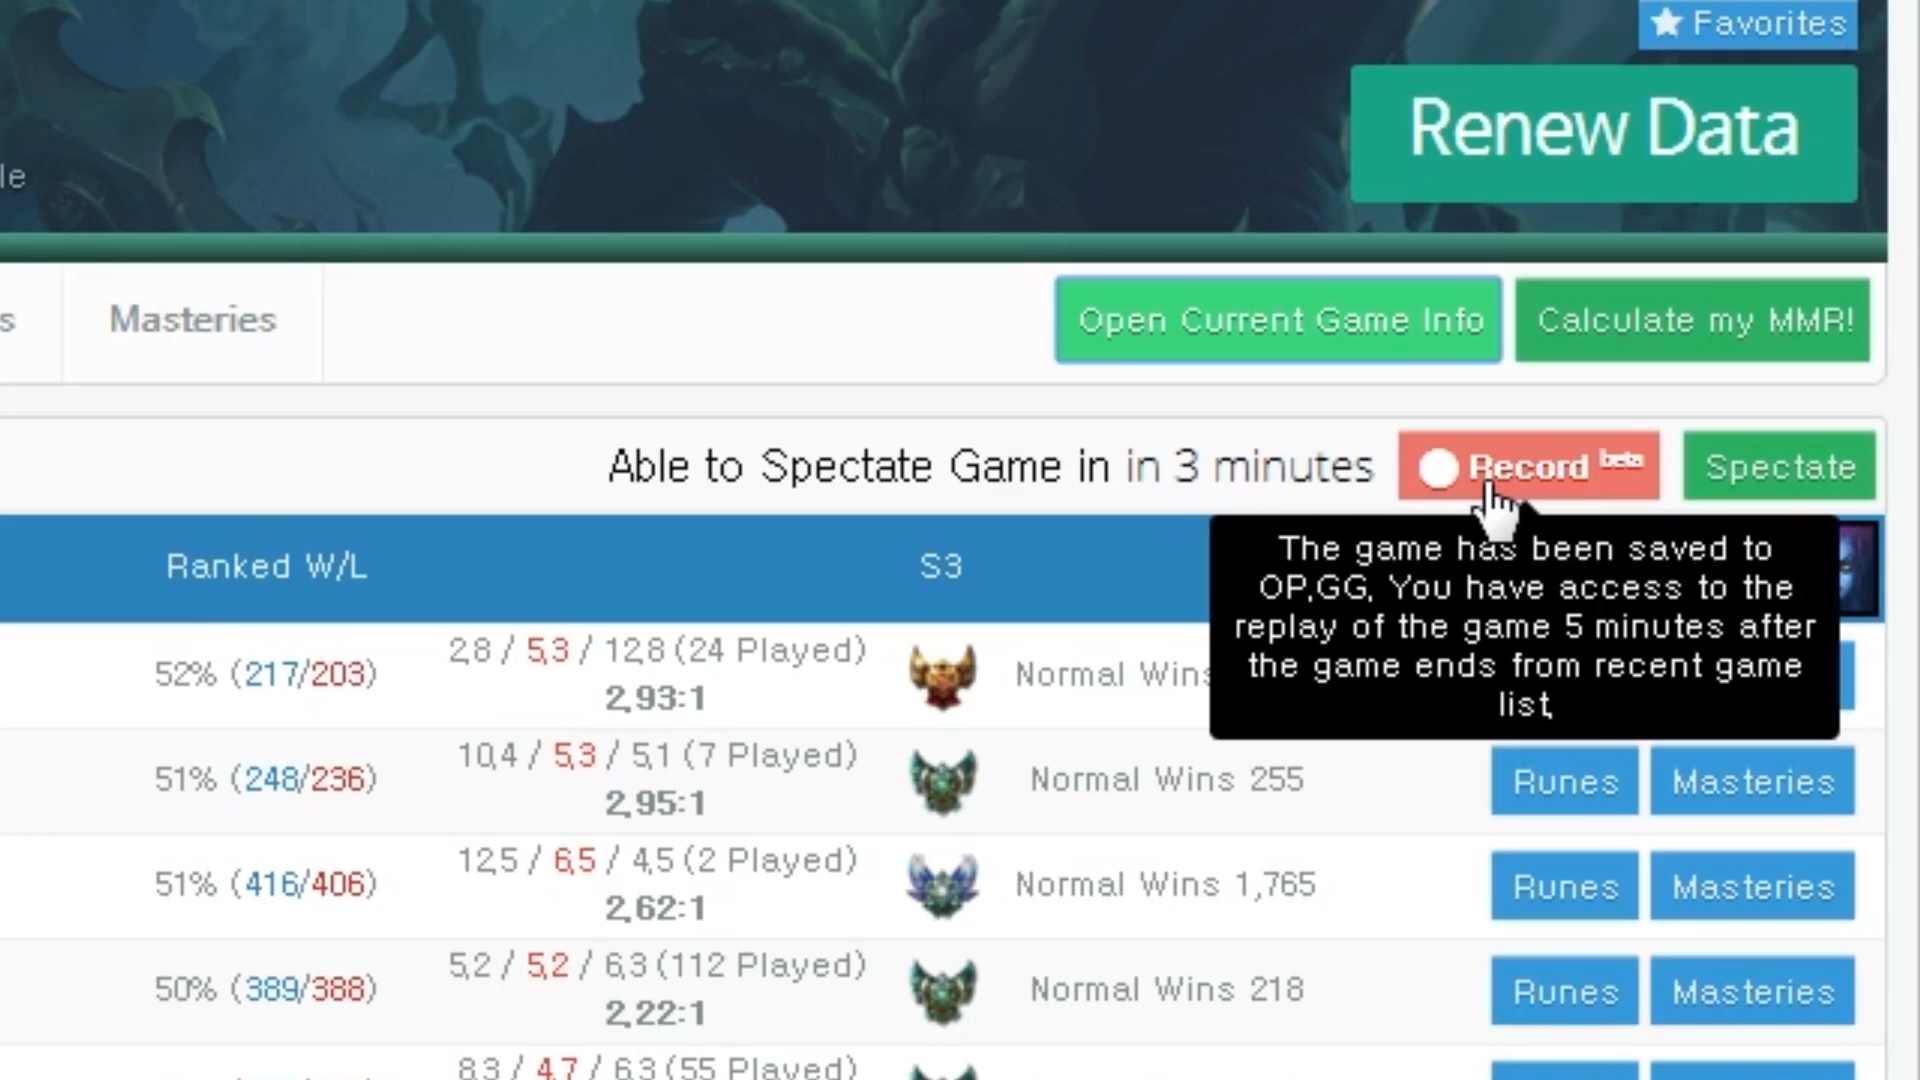 Favorites
Renew Data
le
s Masteries Open Current Game Info Calculate my MMR!
Able to Spectate Game in in 3 minutes Record beta Spectate
Ranked W/L S3
The game has been saved to
OP.GG. You have access to the
replay of the game 5 minutes after
the game ends from recent game
list.
52% (217/203) 2.8 / 5.3 / 12.8 (24 Played)
2.93:1 Normal Wins
51% (248/236) 10.4 / 5.3 / 5.1 (7 Played)
2.95:1 Normal Wins 255 Runes Masteries
51% (416/406) 12.5 / 6.5 / 4.5 (2 Played)
2.62:1 Normal Wins 1,765 Runes Masteries
50% (389/388) 5.2 / 5.2 / 6.3 (112 Played)
2.22:1 Normal Wins 218 Runes Masteries
8.3 / 4.7 / 6.3 (55 Played)